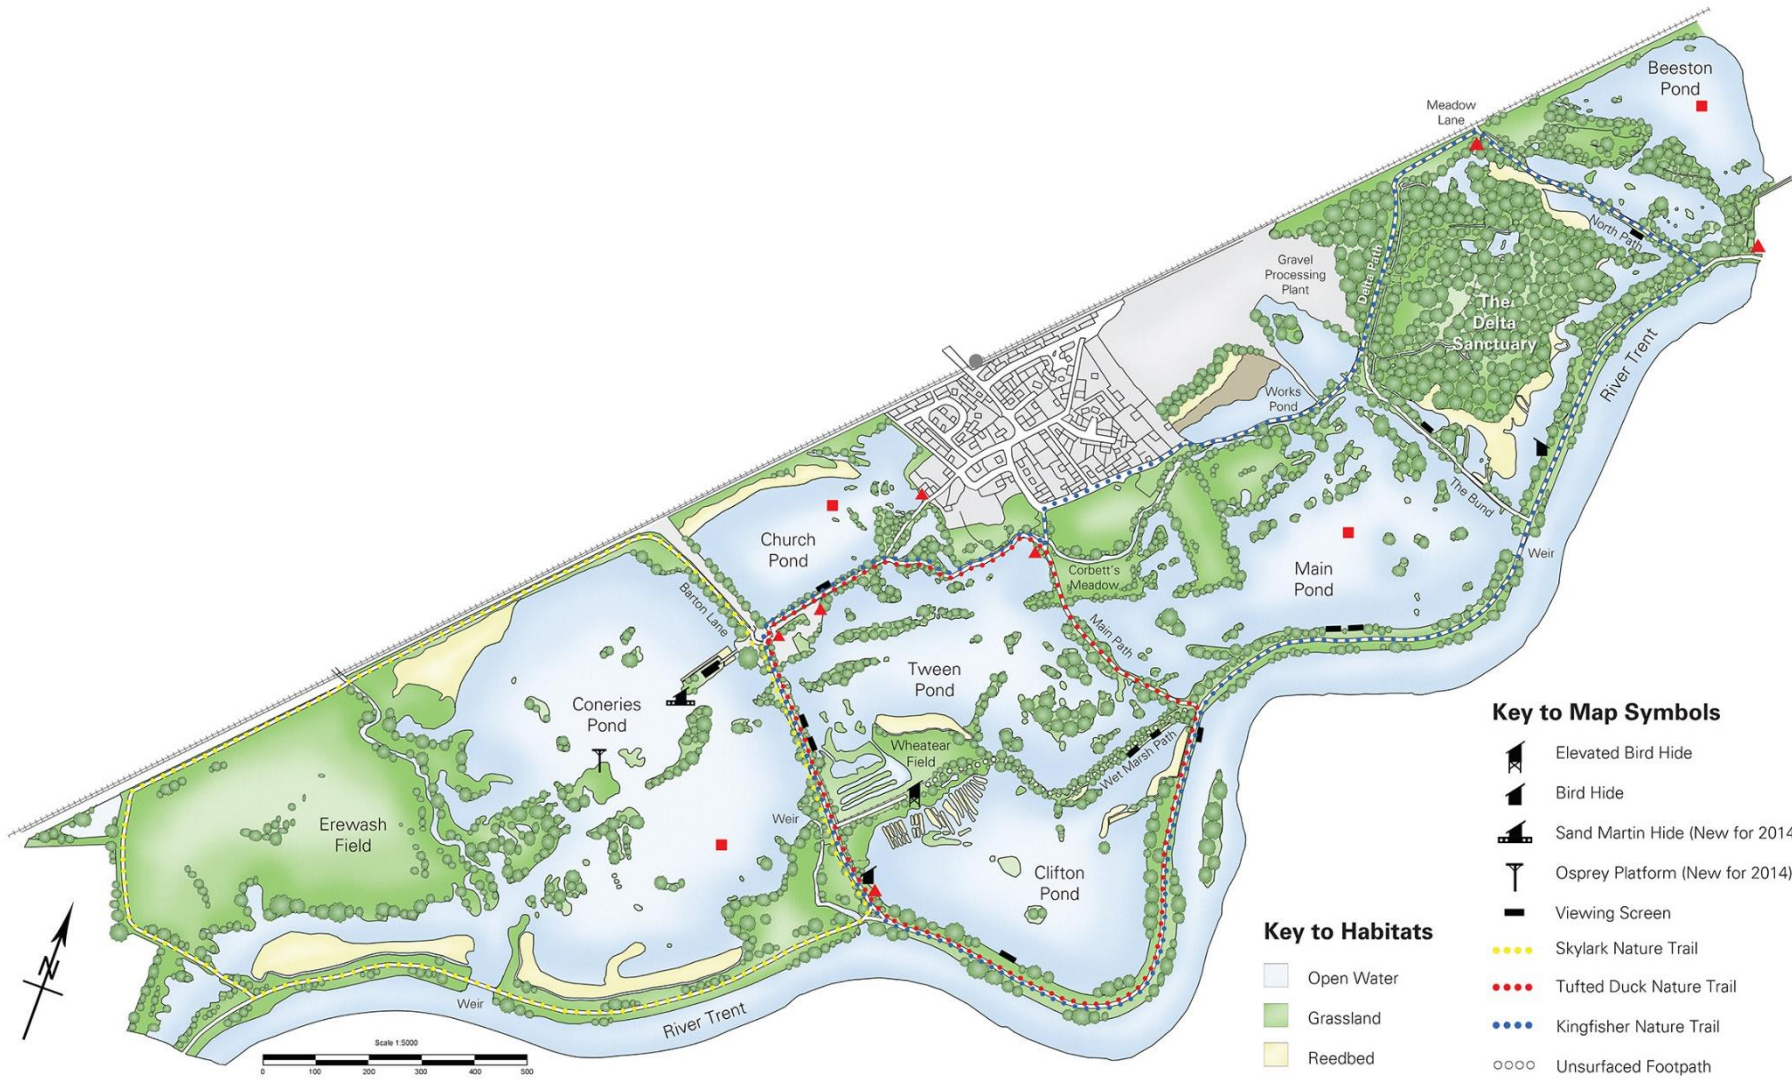 Beeston
Pond
Meadow
Lane
North Path
Gravel
Processing
Plant
Delta Path
The
Delta
Sanctuary
River Trent
Works
Pond
The Bund
Weir
Church
Pond
Corbett's
Meadow
Main
Pond
Barton Lane
Main Path
Tween
Pond
Coneries
Pond
Wheatear
Field
Wet Marsh Path
Weir
Erewash
Field
Clifton
Pond
Weir
River Trent
N
Scale 1:5000
0 100 200 300 400 500
Key to Habitats
Open Water
Grassland
Reedbed
Key to Map Symbols
Elevated Bird Hide
Bird Hide
Sand Martin Hide (New for 2014
Osprey Platform (New for 2014)
Viewing Screen
Skylark Nature Trail
Tufted Duck Nature Trail
Kingfisher Nature Trail
Unsurfaced Footpath